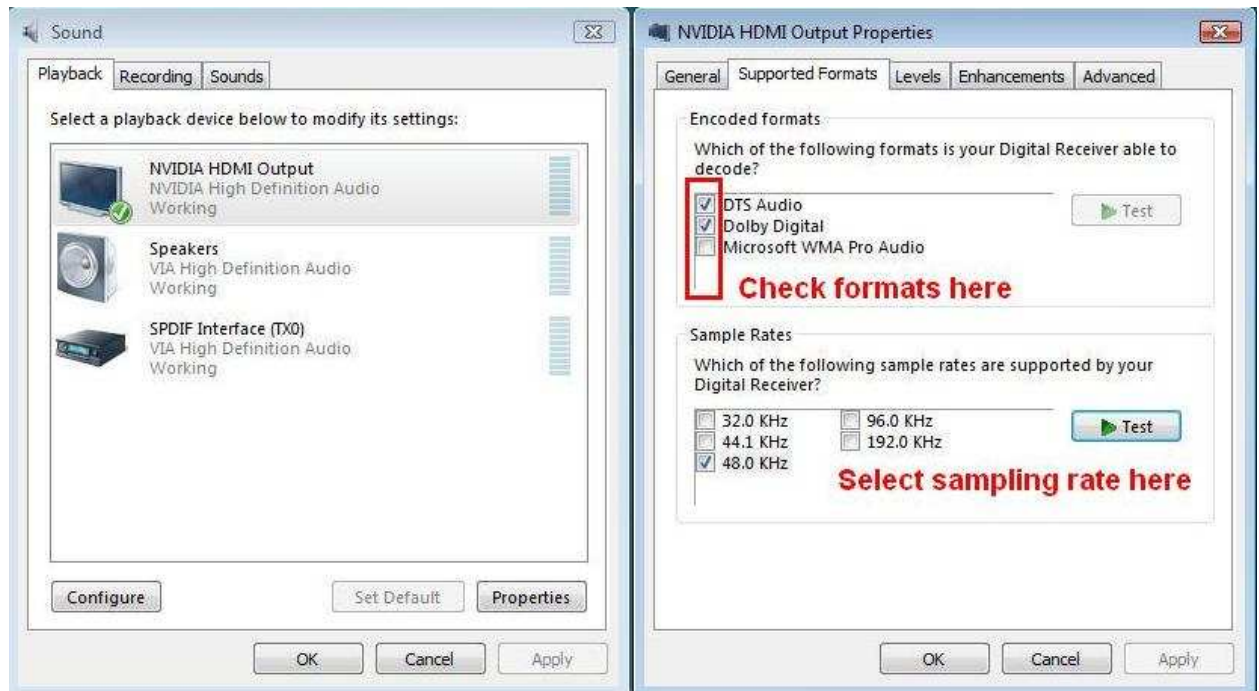 Sound
Playback Recording Sounds
Select a playback device below to modify its settings:
NVIDIA HDMI Output
NVIDIA High Definition Audio
Working
Speakers
VIA High Definition Audio
Working
SPDIF Interface (TX0)
VIA High Definition Audio
Working
Configure Set Default Properties
OK Cancel Apply
NVIDIA HDMI Output Properties
General Supported Formats Levels Enhancements Advanced
Encoded formats
Which of the following formats is your Digital Receiver able to
decode?
DTS Audio
Test
Dolby Digital
Microsoft WMA Pro Audio
Check formats here
Sample Rates
Which of the following sample rates are supported by your
Digital Receiver?
32.0 KHz 96.0 KHz
Test
44.1 KHz 192.0 KHz
48.0 KHz
Select sampling rate here
OK Cancel Apply